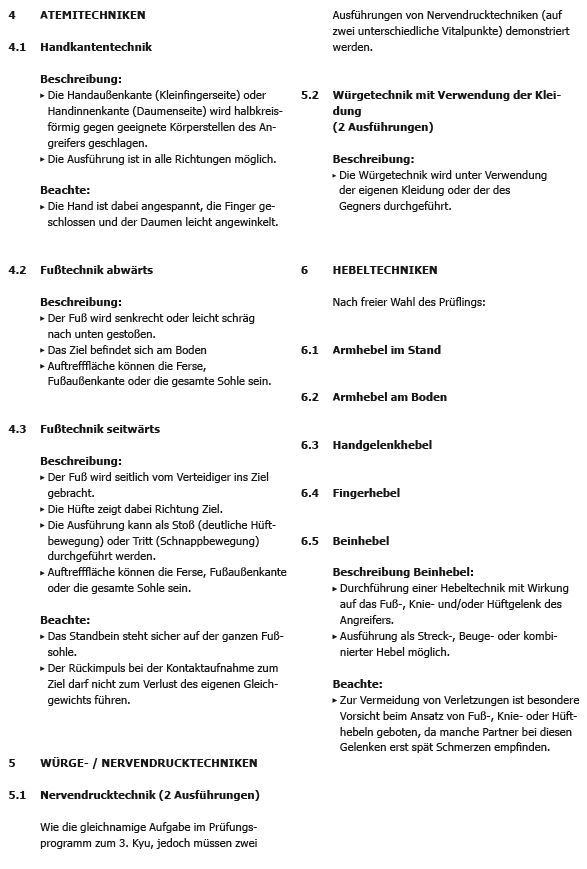 4 ATEMITECHNIKEN
4.1 Handkantentechnik
Beschreibung:
▸ Die Handaußenkante (Kleinfingerseite) oder
Handinnenkante (Daumenseite) wird halbkreis-
förmig gegen geeignete Körperstellen des An-
greifers geschlagen.
▸ Die Ausführung ist in alle Richtungen möglich.
Beachte:
▸ Die Hand ist dabei angespannt, die Finger ge-
schlossen und der Daumen leicht angewinkelt.
4.2 Fußtechnik abwärts
Beschreibung:
▸ Der Fuß wird senkrecht oder leicht schräg
nach unten gestoßen.
▸ Das Ziel befindet sich am Boden
▸ Auftrefffläche können die Ferse,
Fußaußenkante oder die gesamte Sohle sein.
4.3 Fußtechnik seitwärts
Beschreibung:
▸ Der Fuß wird seitlich vom Verteidiger ins Ziel
gebracht.
▸ Die Hüfte zeigt dabei Richtung Ziel.
▸ Die Ausführung kann als Stoß (deutliche Hüft-
bewegung) oder Tritt (Schnappbewegung)
durchgeführt werden.
▸ Auftrefffläche können die Ferse, Fußaußenkante
oder die gesamte Sohle sein.
Beachte:
▸ Das Standbein steht sicher auf der ganzen Fuß-
sohle.
▸ Der Rückimpuls bei der Kontaktaufnahme zum
Ziel darf nicht zum Verlust des eigenen Gleich-
gewichts führen.
5 WÜRGE- / NERVENDRUCKTECHNIKEN
5.1 Nervendrucktechnik (2 Ausführungen)
Wie die gleichnamige Aufgabe im Prüfungs-
programm zum 3. Kyu, jedoch müssen zwei
Ausführungen von Nervendrucktechniken (auf
zwei unterschiedliche Vitalpunkte) demonstriert
werden.
5.2 Würgetechnik mit Verwendung der Klei-
dung
(2 Ausführungen)
Beschreibung:
▸ Die Würgetechnik wird unter Verwendung
der eigenen Kleidung oder der des
Gegners durchgeführt.
6 HEBELTECHNIKEN
Nach freier Wahl des Prüflings:
6.1 Armhebel im Stand
6.2 Armhebel am Boden
6.3 Handgelenkhebel
6.4 Fingerhebel
6.5 Beinhebel
Beschreibung Beinhebel:
▸ Durchführung einer Hebeltechnik mit Wirkung
auf das Fuß-, Knie- und/oder Hüftgelenk des
Angreifers.
▸ Ausführung als Streck-, Beuge- oder kombi-
nierter Hebel möglich.
Beachte:
▸ Zur Vermeidung von Verletzungen ist besondere
Vorsicht beim Ansatz von Fuß-, Knie- oder Hüft-
hebeln geboten, da manche Partner bei diesen
Gelenken erst spät Schmerzen empfinden.